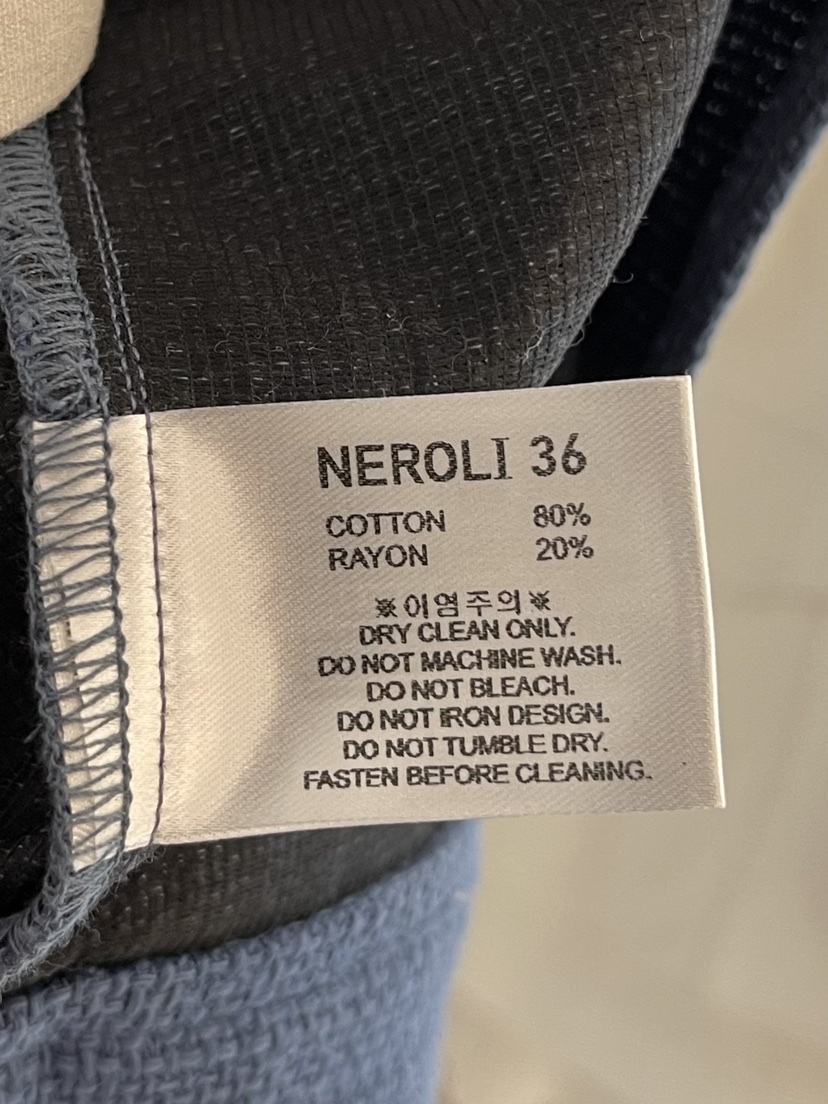 NEROLI 36
COTTON 80%
RAYON 20%
※이염주의※
DRY CLEAN ONLY.
DO NOT MACHINE WASH.
DO NOT BLEACH.
DO NOT IRON DESIGN.
DO NOT TUMBLE DRY.
FASTEN BEFORE CLEANING.